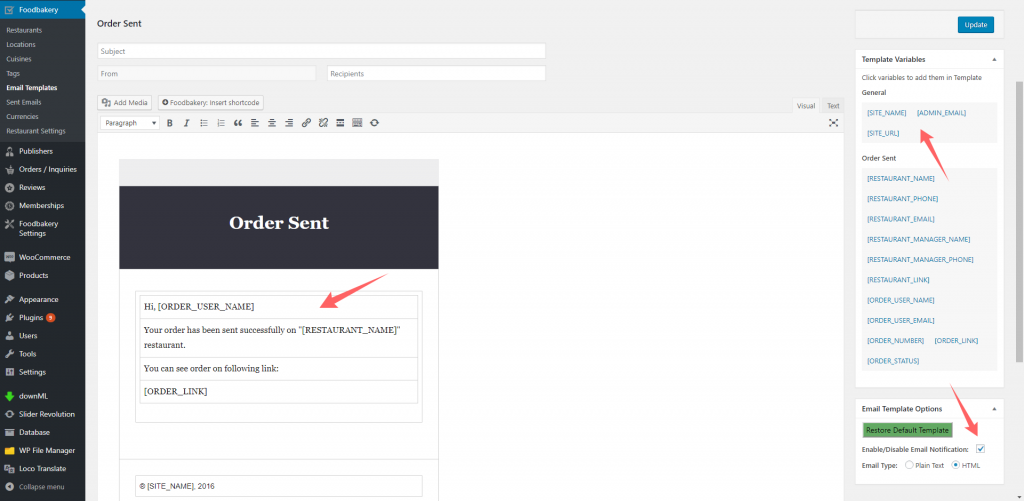 Foodbakery
Restaurants
Locations
Cuisines
Tags
Email Templates
Sent Emails
Currencies
Restaurant Settings
Publishers
Orders / Inquiries
Reviews
Memberships
Foodbakery
Settings
WooCommerce
Products
Appearance
Plugins 9
Users
Tools
Settings
downML
Slider Revolution
Database
WP File Manager
Loco Translate
Collapse menu
Order Sent
Subject
From
Recipients
Add Media
Foodbakery: Insert shortcode
Visual
Text
Paragraph
B
I
Order Sent
Hi, [ORDER_USER_NAME]
Your order has been sent successfully on "[RESTAURANT_NAME]"
restaurant.
You can see order on following link:
[ORDER_LINK]
® [SITE_NAME]. 2016
Update
Template Variables
Click variables to add them in Template
General
[SITE_NAME] [ADMIN_EMAIL]
[SITE_URL]
Order Sent
[RESTAURANT_NAME]
[RESTAURANT_PHONE]
[RESTAURANT_EMAIL]
[RESTAURANT_MANAGER_NAME]
[RESTAURANT_MANAGER_PHONE]
[RESTAURANT_LINK]
[ORDER_USER_NAME]
[ORDER_USER_EMAIL]
[ORDER_NUMBER] [ORDER_LINK]
[ORDER_STATUS]
Email Template Options
Restore Default Template
Enable/Disable Email Notification:
Email Type: Plain Text HTML